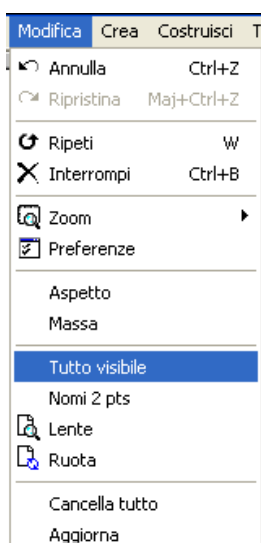 Modifica Crea Costruisci T
Annulla Ctrl+Z
Ripristina Maj+Ctrl+Z
Ripeti W
Interrompi Ctrl+B
Zoom
Preferenze
Aspetto
Massa
Tutto visibile
Nomi 2 pts
Lente
Ruota
Cancella tutto
Aggiorna